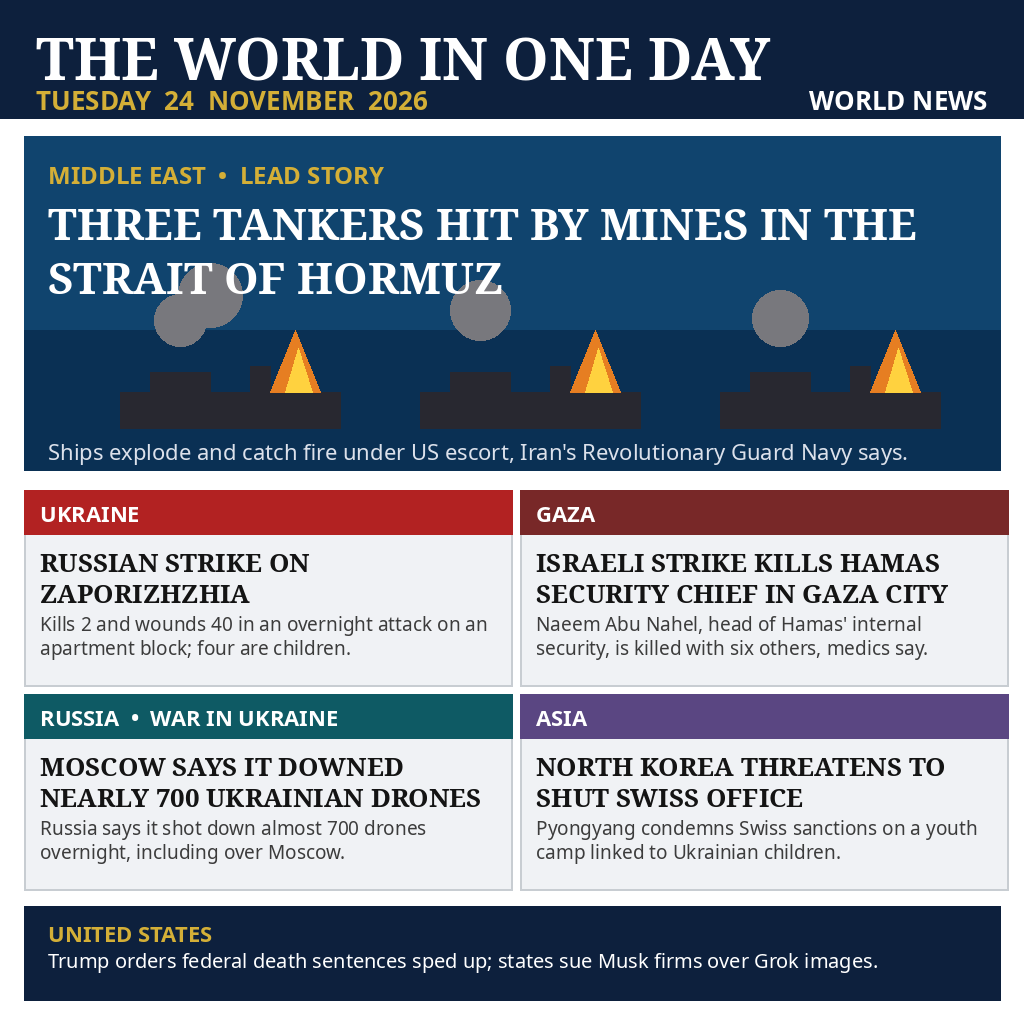 THE WORLD IN ONE DAY
TUESDAY 24 NOVEMBER 2026
WORLD NEWS
MIDDLE EAST • LEAD STORY
THREE TANKERS HIT BY MINES IN THE
STRAIT OF HORMUZ
Ships explode and catch fire under US escort, Iran's Revolutionary Guard Navy says.
UKRAINE
RUSSIAN STRIKE ON
ZAPORIZHZHIA
Kills 2 and wounds 40 in an overnight attack on an
apartment block; four are children.
GAZA
ISRAELI STRIKE KILLS HAMAS
SECURITY CHIEF IN GAZA CITY
Naeem Abu Nahel, head of Hamas' internal
security, is killed with six others, medics say.
RUSSIA • WAR IN UKRAINE
MOSCOW SAYS IT DOWNED
NEARLY 700 UKRAINIAN DRONES
Russia says it shot down almost 700 drones
overnight, including over Moscow.
ASIA
NORTH KOREA THREATENS TO
SHUT SWISS OFFICE
Pyongyang condemns Swiss sanctions on a youth
camp linked to Ukrainian children.
UNITED STATES
Trump orders federal death sentences sped up; states sue Musk firms over Grok images.